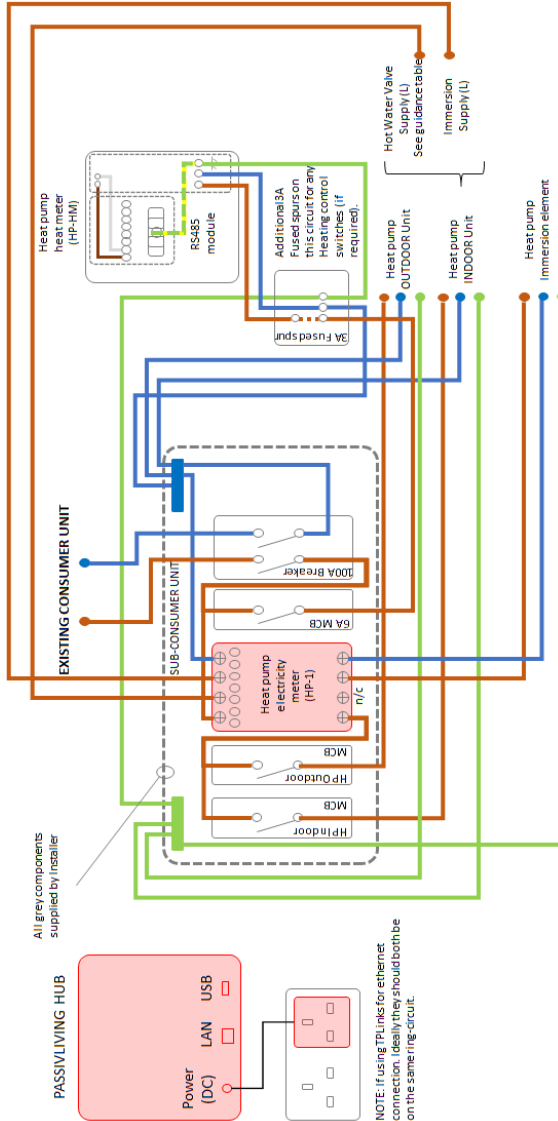 PASSIVLIVING HUB
Power
(DC)
LAN
USB
NOTE: If using TPLinks for ethernet
connection. Ideally they should both be
on the same ring-circuit.
All grey components
supplied by Installer
EXISTING CONSUMER UNIT
SUB-CONSUMER UNIT
HP Indoor
MCB
HP Outdoor
MCB
Heat pump
electricity
meter
(HP-1)
n/c
6A MCB
100A Breaker
Heat pump
heat meter
(HP-HM)
RS485
module
3A Fused spur
Additional 3A
Fused spurs on
this circuit for any
Heating control
switches (if
required).
Hot Water Valve
Supply (L)
See guidance table
Immersion
Supply (L)
Heat pump
OUTDOOR Unit
Heat pump
INDOOR Unit
Heat pump
Immersion element